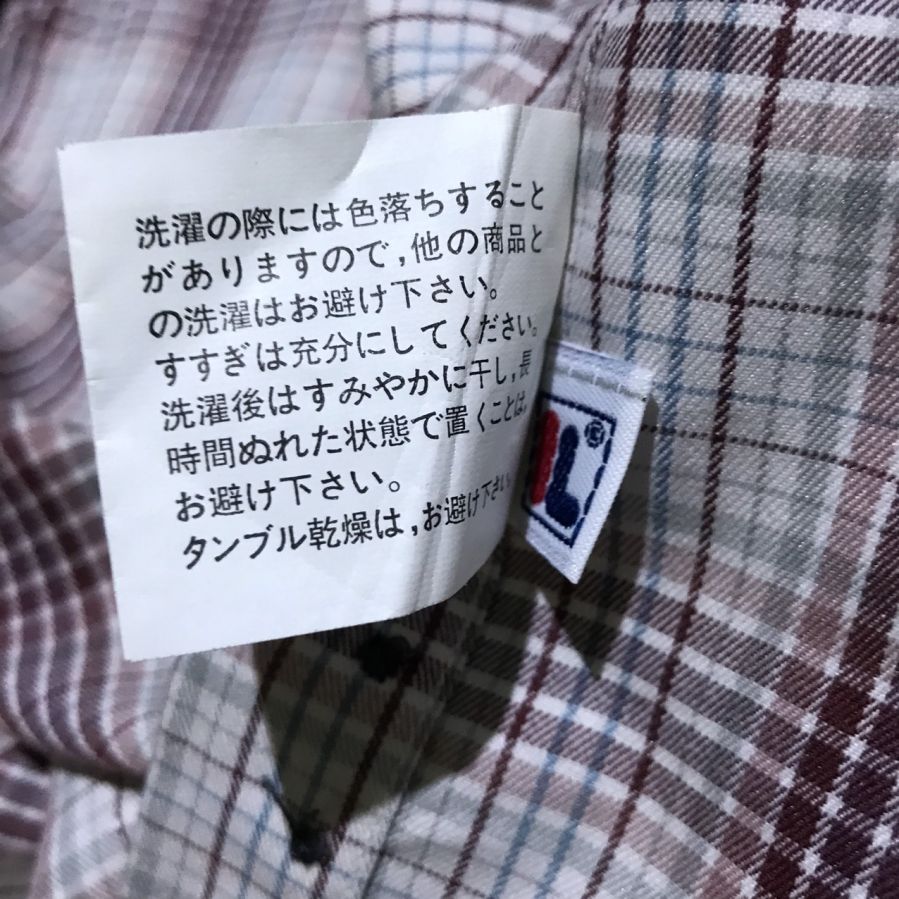 洗濯の際には色落ちすること
がありますので,他の商品と
の洗濯はお避け下さい。
すすぎは充分にしてください。
洗濯後はすみやかに干し,長
時間ぬれた状態で置くことは,
お避け下さい。
タンブル乾燥は,お避け下さい。
L®